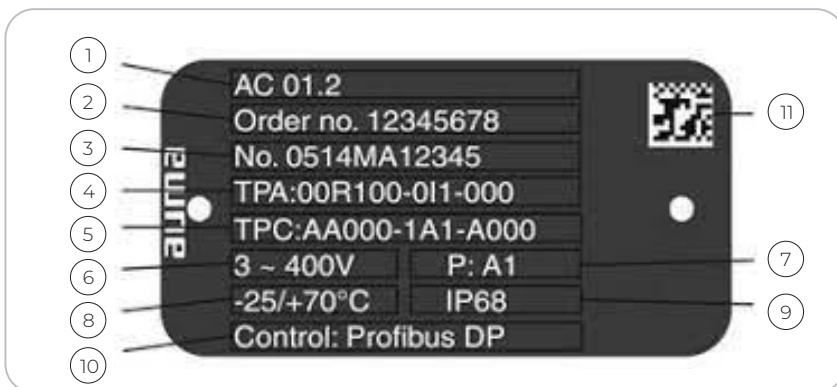 1
AC 01.2
2
Order no. 12345678
11
3
No. 0514MA12345
auma
4
TPA:00R100-0I1-000
5
TPC:AA000-1A1-A000
6
3 ~ 400V
P: A1
7
8
-25/+70°C
IP68
9
10
Control: Profibus DP